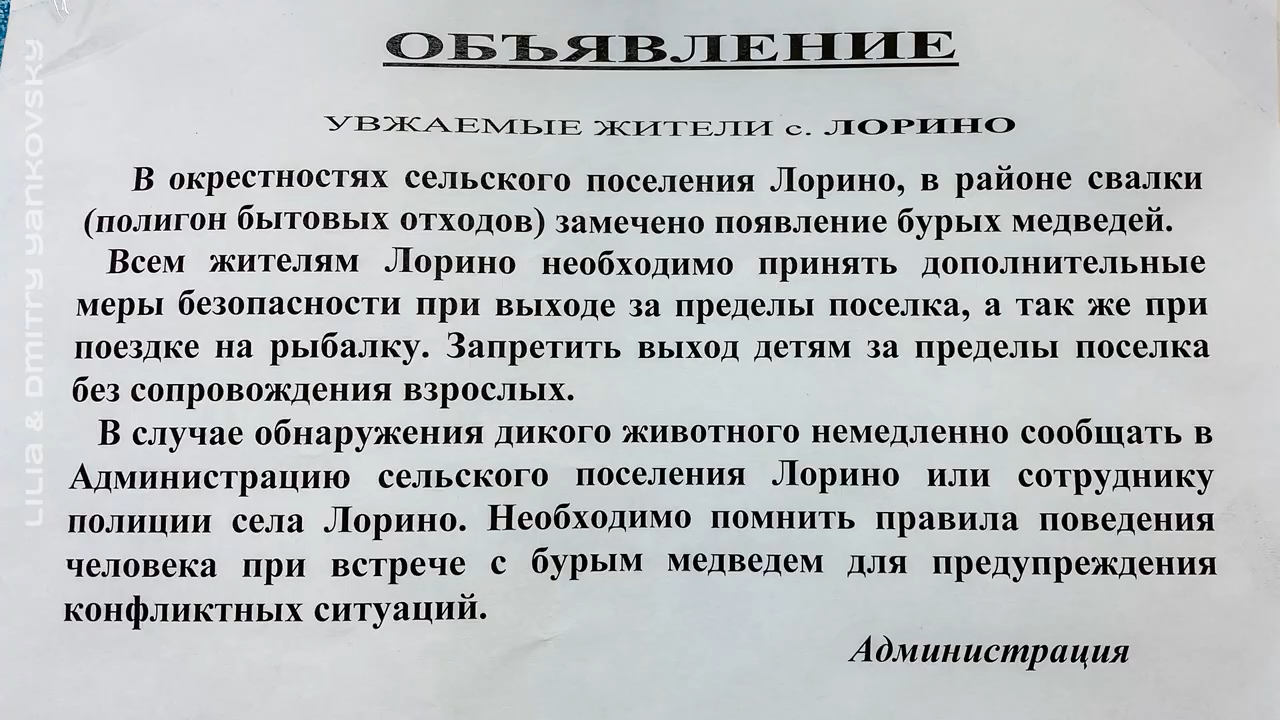 ОБЪЯВЛЕНИЕ
УВЖАЕМЫЕ ЖИТЕЛИ с. ЛОРИНО
В окрестностях сельского поселения Лорино, в районе свалки
(полигон бытовых отходов) замечено появление бурых медведей.
Всем жителям Лорино необходимо принять дополнительные
меры безопасности при выходе за пределы поселка, а так же при
поездке на рыбалку. Запретить выход детям за пределы поселка
без сопровождения взрослых.
В случае обнаружения дикого животного немедленно сообщать в
Администрацию сельского поселения Лорино или сотруднику
полиции села Лорино. Необходимо помнить правила поведения
человека при встрече с бурым медведем для предупреждения
конфликтных ситуаций.
Администрация
LILIA & DMITRY YANKOVSKY